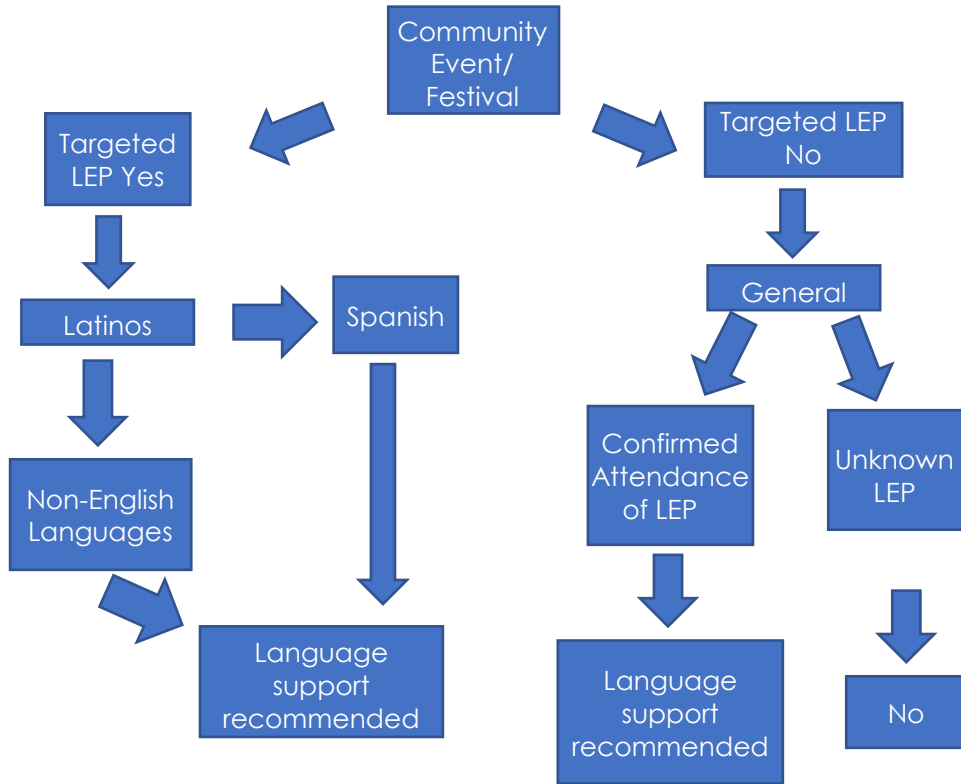 Community
Event/
Festival
Targeted
LEP Yes
Targeted LEP
No
Latinos
Spanish
General
Non-English
Languages
Confirmed
Attendance
of LEP
Unknown
LEP
Language
support
recommended
Language
support
recommended
No